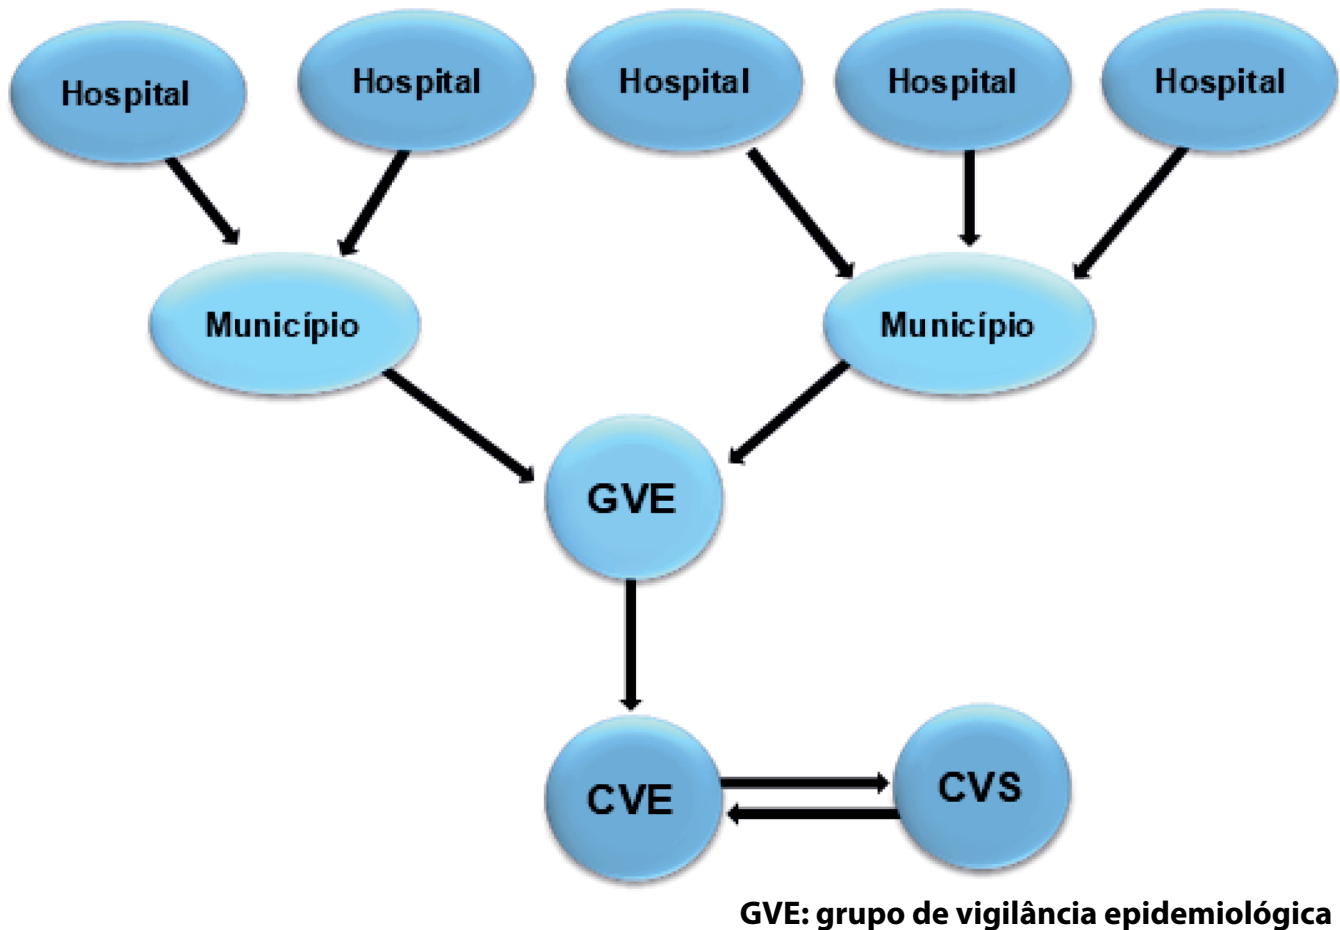 Hospital
Hospital
Hospital
Hospital
Hospital
Município
Município
GVE
CVE
CVS
GVE: grupo de vigilância epidemiológica